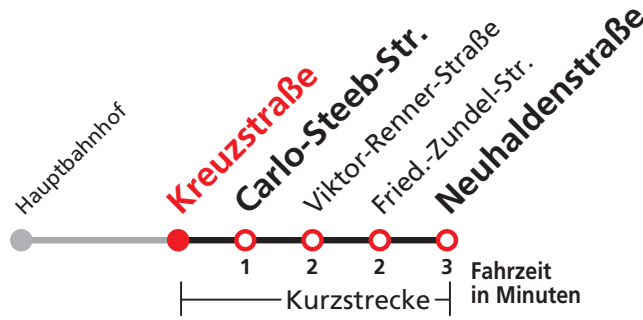 Hauptbahnhof
Kreuzstraße
Carlo-Steeb-Str.
Viktor-Renner-Straße
Fried.-Zundel-Str.
Neuhaldenstraße
1 2 2 3 Fahrzeit
in Minuten
Kurzstrecke